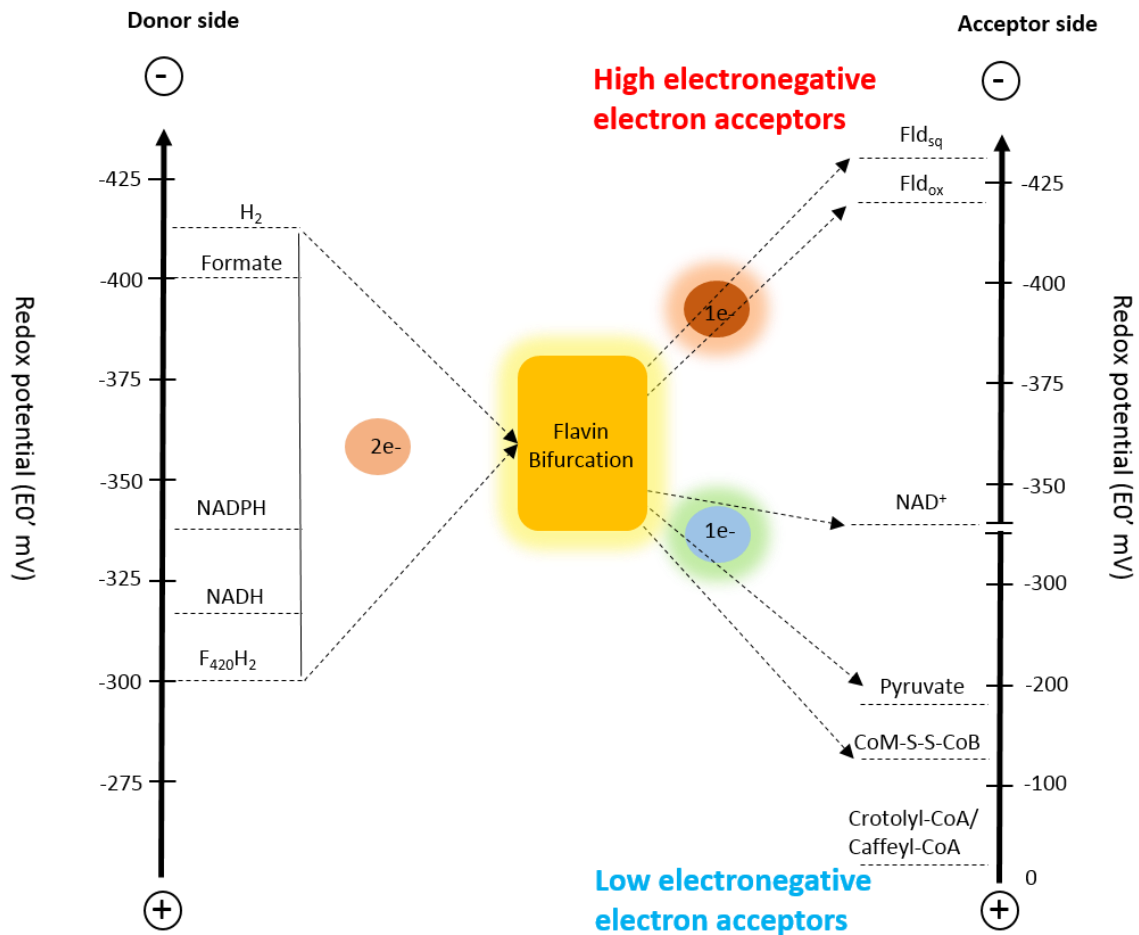 Donor side
Acceptor side
-
-
High electronegative
electron acceptors
Fld_sq
-425
-425
H₂
Fld_ox
Formate
-400
-400
1e-
-375
-375
Flavin
Bifurcation
2e-
-350
-350
NADPH
NAD⁺
1e-
-325
NADH
-300
F₄₂₀H₂
-300
Pyruvate
-200
CoM-S-S-CoB
-275
-100
Crotolyl-CoA/
Caffeyl-CoA
0
Low electronegative
electron acceptors
+
+
Redox potential (E0' mV)
Redox potential (E0' mV)